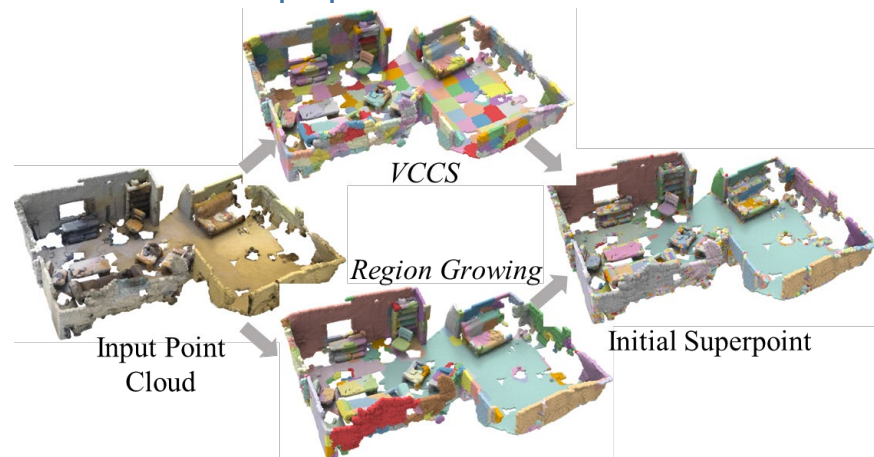 VCCS
Region Growing
Input Point
Cloud
Initial Superpoint